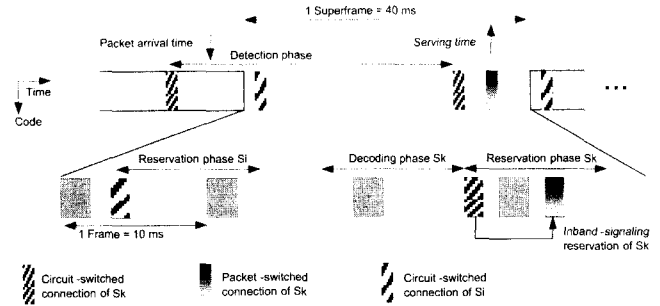 1 Superframe = 40 ms
Packet arrival time
Serving time
Detection phase
Time
Code
Reservation phase Si
Decoding phase Sk
Reservation phase Sk
1 Frame = 10 ms
Inband -signaling
reservation of Sk
Circuit -switched
connection of Sk
Packet -switched
connection of Sk
Circuit -switched
connection of Si